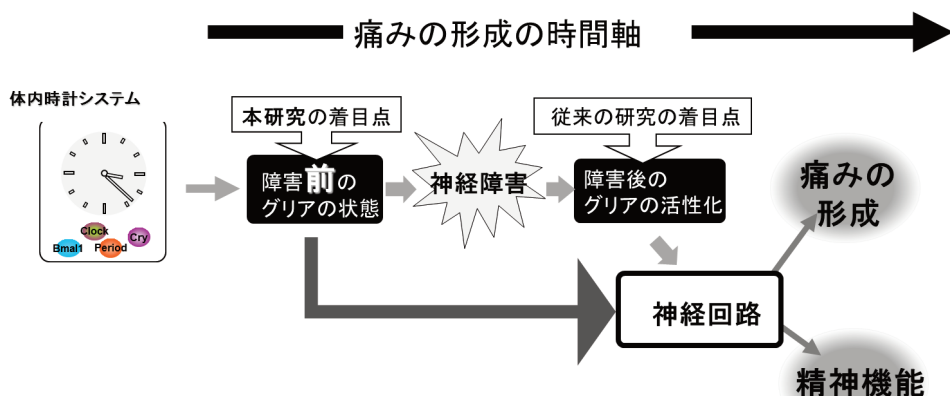 痛みの形成の時間軸
体内時計システム
Clock
Cry
Bmal1
Period
本研究の着目点
障害前の
グリアの状態
神経障害
従来の研究の着目点
障害後の
グリアの活性化
神経回路
痛みの
形成
精神機能